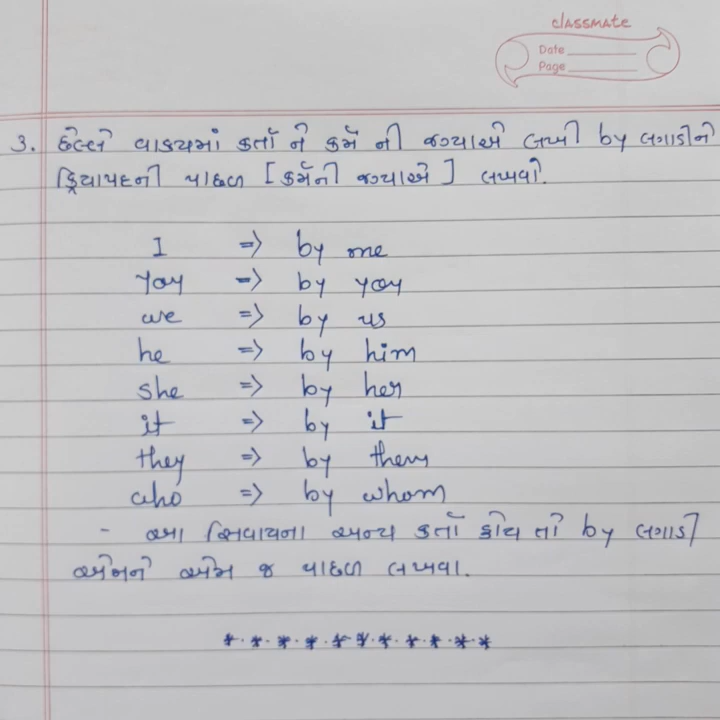 classmate
Date
Page
3. છેલ્લે વાક્યમાં કર્તા ને કર્મ ની જગ્યાએ લખી by લગાડીને
ક્રિયાપદની પાછળ [કર્મની જગ્યાએ] લખવો.
I => by me
you => by you
we => by us
he => by him
she => by her
it => by it
they => by them
who => by whom
- આ સિવાયના અન્ય કર્તા હોય તો by લગાડી
એમને એમ જ પાછળ લખવા.
*.*.*.*.*.*.*.*.*.*.*